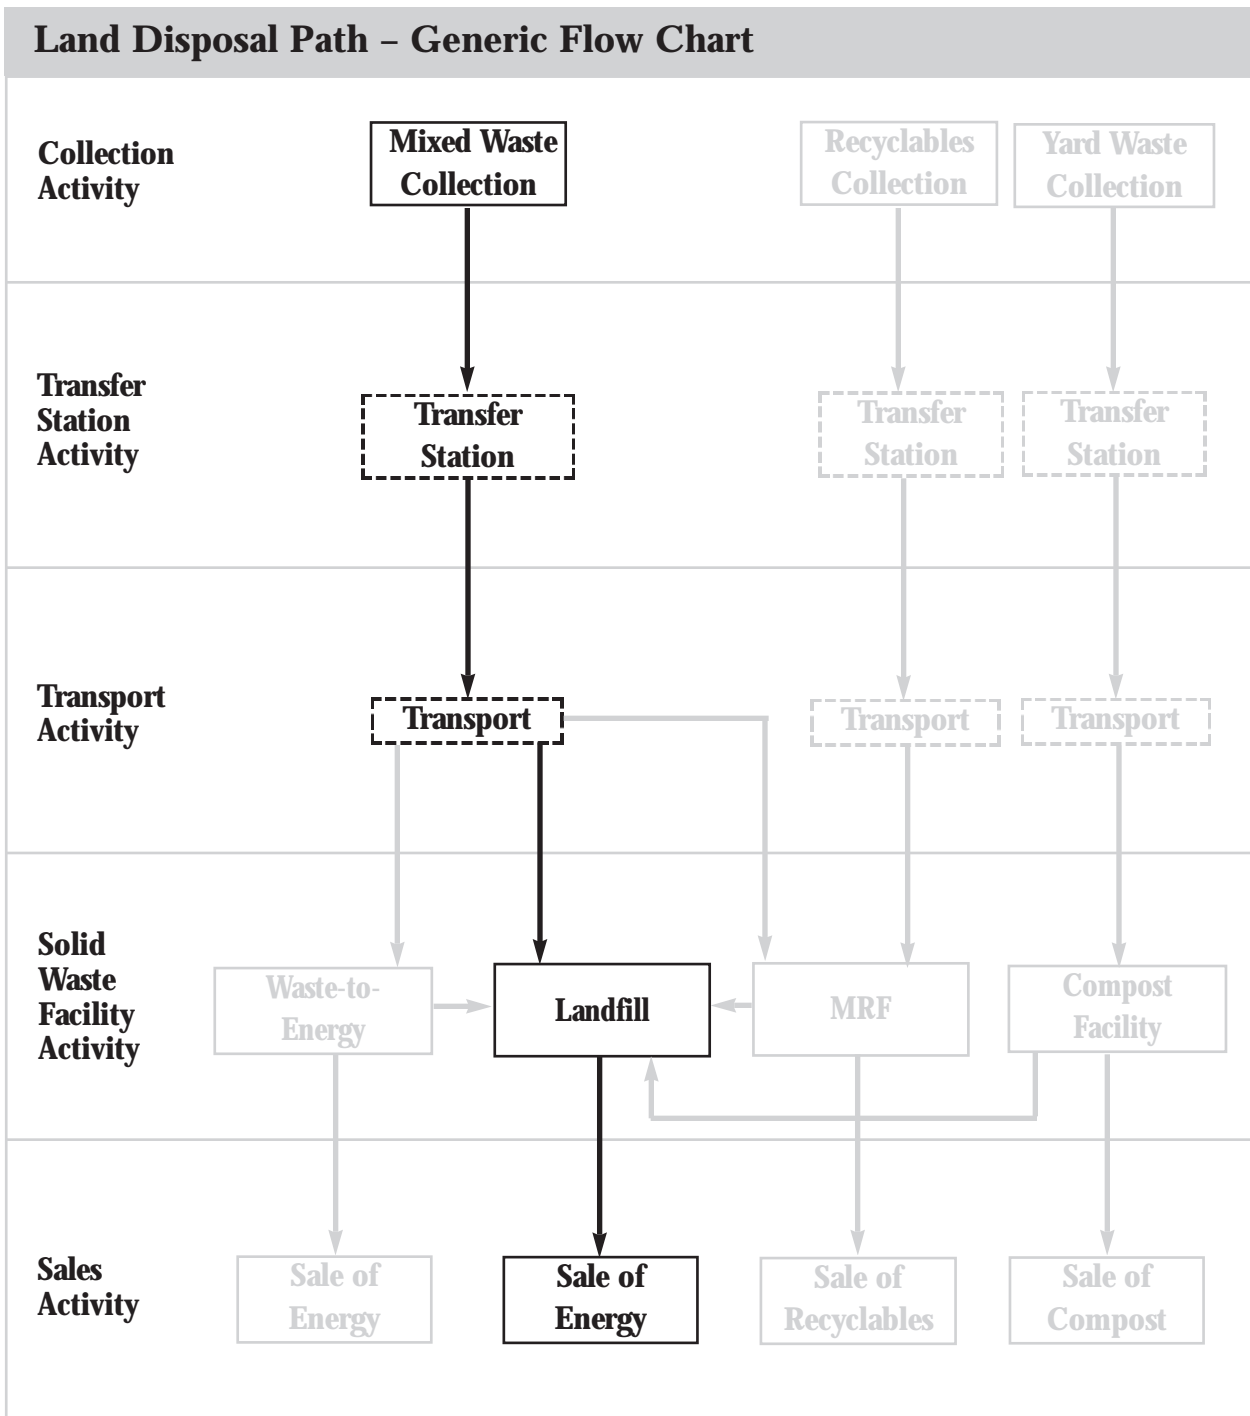 Land Disposal Path – Generic Flow Chart
Collection
Activity
Mixed Waste
Collection
Recyclables
Collection
Yard Waste
Collection
Transfer
Station
Activity
Transfer
Station
Transfer
Station
Transfer
Station
Transport
Activity
Transport
Transport
Transport
Solid
Waste
Facility
Activity
Waste-to-
Energy
Landfill
MRF
Compost
Facility
Sales
Activity
Sale of
Energy
Sale of
Energy
Sale of
Recyclables
Sale of
Compost